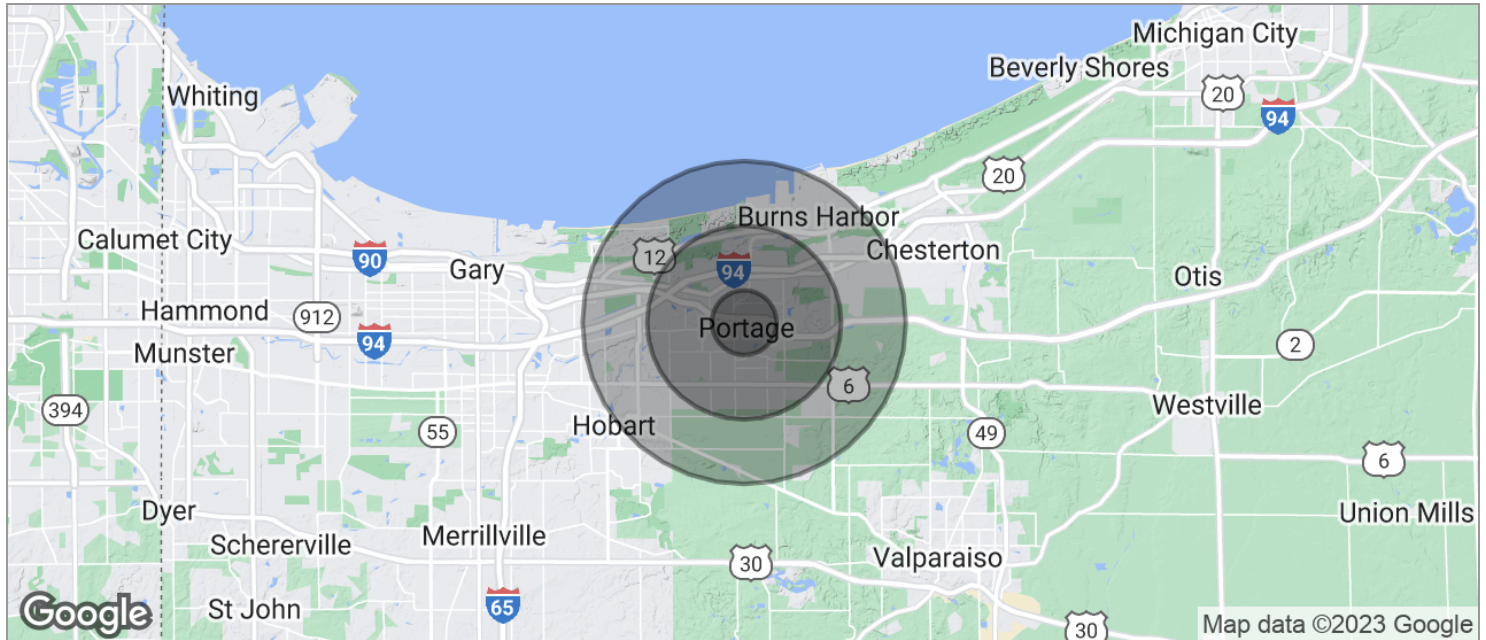 Michigan City
Beverly Shores
20
94
Whiting
20
Burns Harbor
Calumet City
12
Chesterton
90
Gary
94
Otis
Hammond
912
Portage
94
2
Munster
6
394
Westville
Hobart
55
49
6
Dyer
Union Mills
Schererville
Merrillville
Valparaiso
30
Google
St John
65
30
Map data ©2023 Google